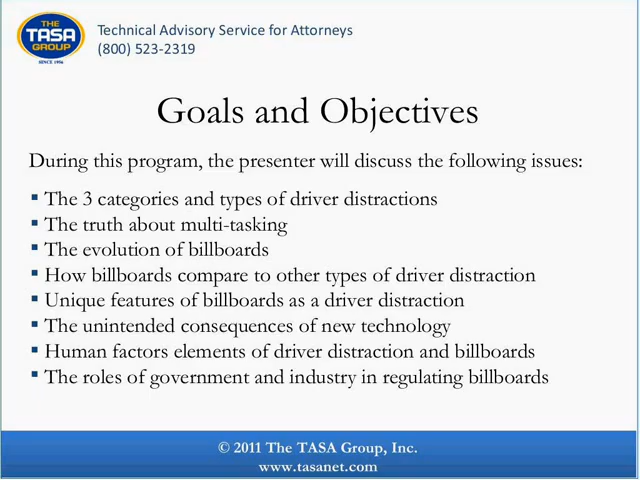 THE
TASA
GROUP
SINCE 1956
Technical Advisory Service for Attorneys
(800) 523-2319
Goals and Objectives
During this program, the presenter will discuss the following issues:
▪ The 3 categories and types of driver distractions
▪ The truth about multi-tasking
▪ The evolution of billboards
▪ How billboards compare to other types of driver distraction
▪ Unique features of billboards as a driver distraction
▪ The unintended consequences of new technology
▪ Human factors elements of driver distraction and billboards
▪ The roles of government and industry in regulating billboards
© 2011 The TASA Group, Inc.
www.tasanet.com